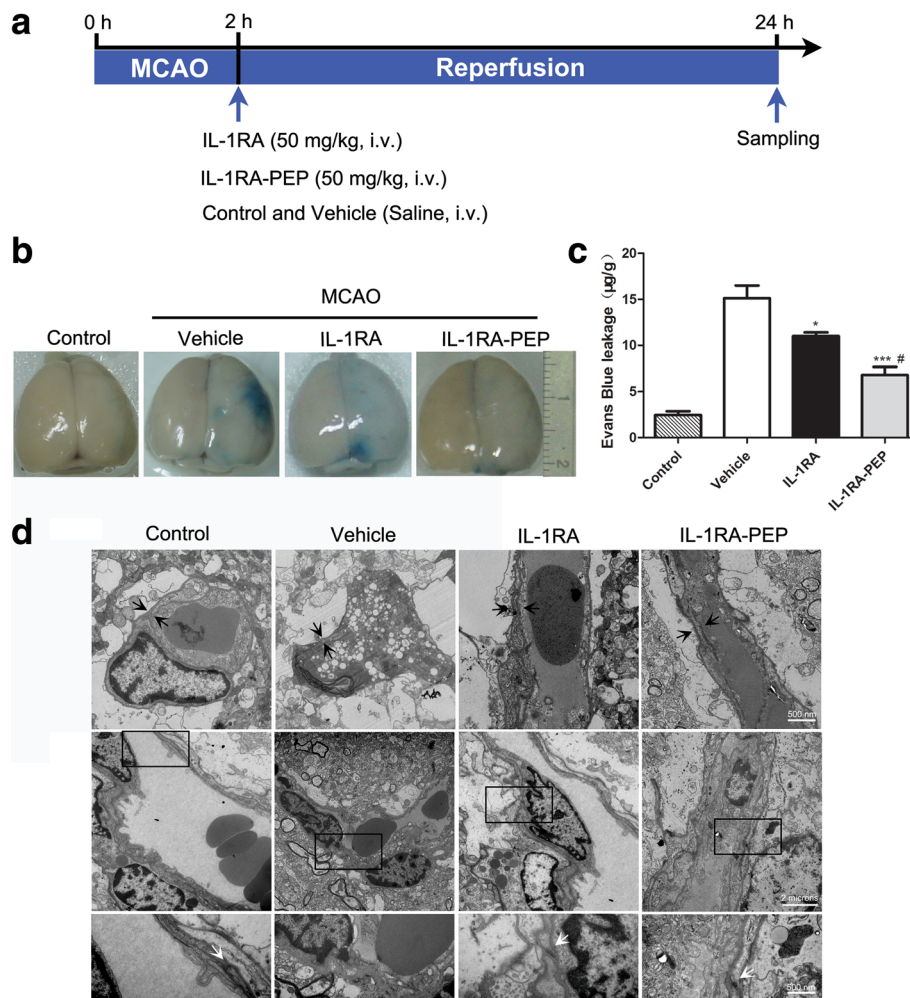 a
0 h
2 h
24 h
MCAO
Reperfusion
IL-1RA (50 mg/kg, i.v.)
IL-1RA-PEP (50 mg/kg, i.v.)
Control and Vehicle (Saline, i.v.)
Sampling
b
MCAO
Control
Vehicle
IL-1RA
IL-1RA-PEP
1
2
c
Evans Blue leakage (μg/g)
20
15
10
5
0
*
*** #
Control
Vehicle
IL-1RA
IL-1RA-PEP
d
Control
Vehicle
IL-1RA
IL-1RA-PEP
500 nm
2 microns
500 nm